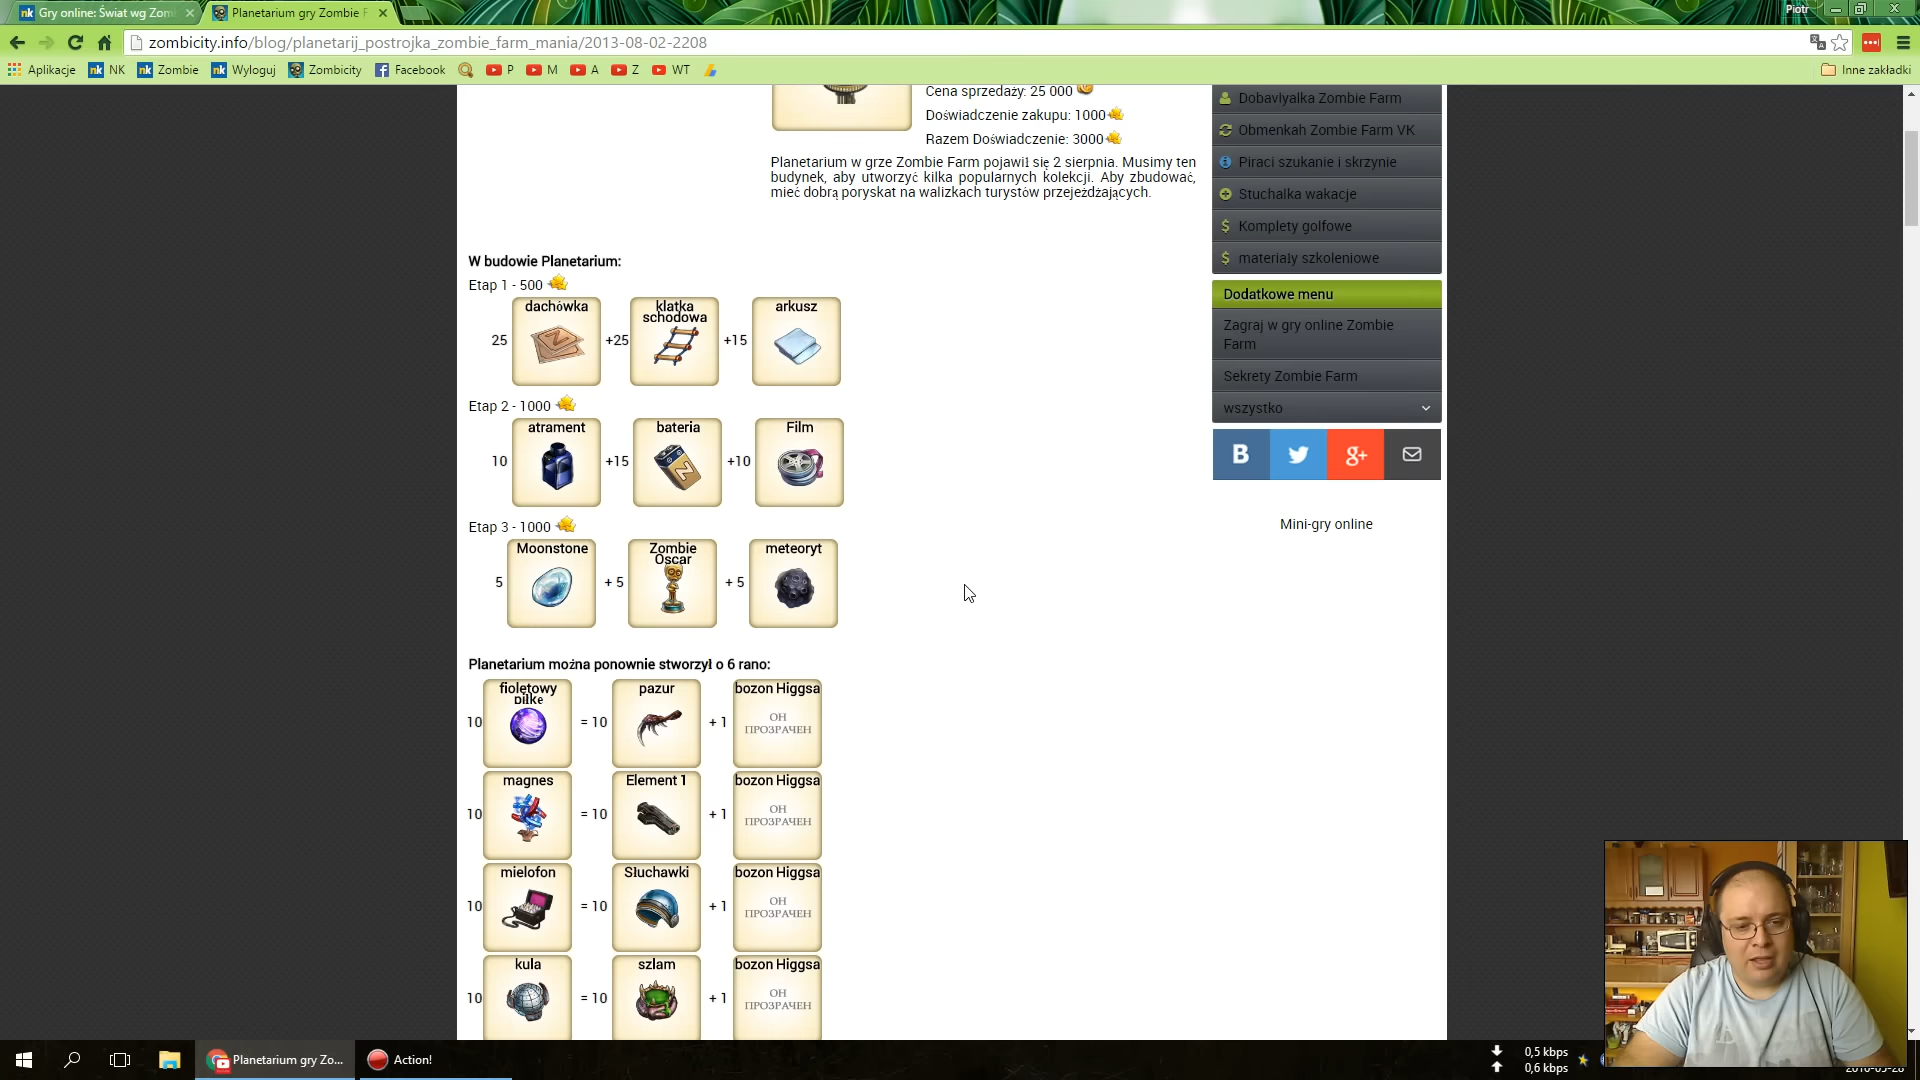 Gry online: Świat wg Zom
Planetarium gry Zombie F
Piotr
zombicity.info/blog/planetarij_postrojka_zombie_farm_mania/2013-08-02-2208
Aplikacje
NK
Zombie
Wyloguj
Zombicity
Facebook
P
M
A
Z
WT
Inne zakładki
Cena sprzedaży: 25 000
Doświadczenie zakupu: 1000
Razem Doświadczenie: 3000
Planetarium w grze Zombie Farm pojawił się 2 sierpnia. Musimy ten
budynek, aby utworzyć kilka popularnych kolekcji. Aby zbudować,
mieć dobrą poryskat na walizkach turystów przejeżdżających.
W budowie Planetarium:
Etap 1 - 500
25 dachówka +25 klatka
schodowa +15 arkusz
Etap 2 - 1000
10 atrament +15 bateria +10 Film
Etap 3 - 1000
5 Moonstone + 5 Zombie
Oscar + 5 meteoryt
Planetarium można ponownie stworzył o 6 rano:
10 fioletowy
piłkę = 10 pazur + 1 bozon Higgsa
ОН
ПРОЗРАЧЕН
10 magnes = 10 Element 1 + 1 bozon Higgsa
ОН
ПРОЗРАЧЕН
10 mielofon = 10 Słuchawki + 1 bozon Higgsa
ОН
ПРОЗРАЧЕН
10 kula = 10 szlam + 1 bozon Higgsa
ОН
ПРОЗРАЧЕН
Dobavlyalka Zombie Farm
Obmenkah Zombie Farm VK
Piraci szukanie i skrzynie
Stuchalka wakacje
Komplety golfowe
materiały szkoleniowe
Dodatkowe menu
Zagraj w gry online Zombie
Farm
Sekrety Zombie Farm
wszystko
Mini-gry online
Planetarium gry Zo...
Action!
0,5 kbps
0,6 kbps